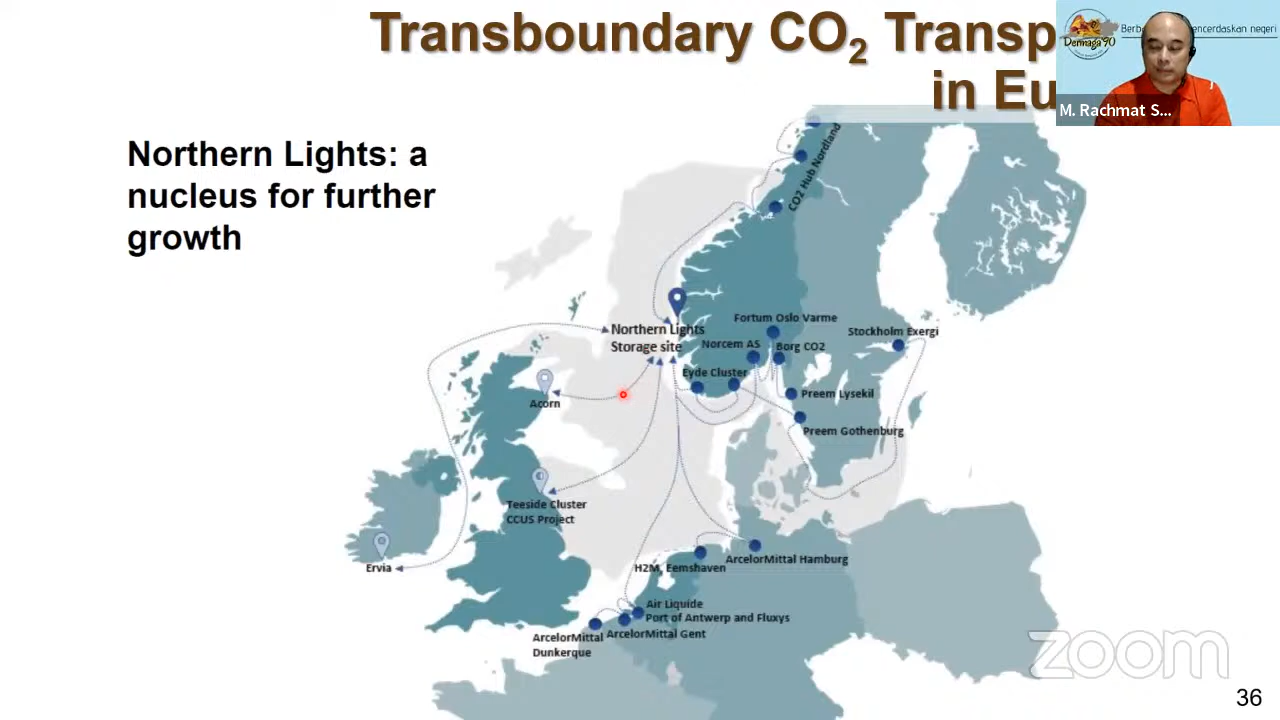 Transboundary CO₂ Transp
in Eu
Dermaga 90
Berba
encerdaskan negeri
M. Rachmat S...
Northern Lights: a
nucleus for further
growth
CO2 Hub Nordland
Northern Lights
Storage site
Fortum Oslo Varme
Stockholm Exergi
Norcem AS
Borg CO2
Eyde Cluster
Preem Lysekil
Acorn
Preem Gothenburg
Teeside Cluster
CCUS Project
Ervia
H2M, Eemshaven
ArcelorMittal Hamburg
Air Liquide
Port of Antwerp and Fluxys
ArcelorMittal Gent
ArcelorMittal
Dunkerque
zoom
36